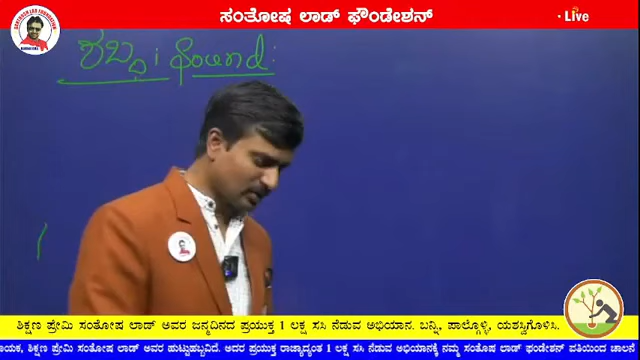 ಸಂತೋಷ ಲಾಡ್ ಫೌಂಡೇಶನ್
Live
ಶಬ್ದ : Sound :
ಶಿಕ್ಷಣ ಪ್ರೇಮಿ ಸಂತೋಷ ಲಾಡ್ ಅವರ ಜನ್ಮದಿನದ ಪ್ರಯುಕ್ತ 1 ಲಕ್ಷ ಸಸಿ ನೆಡುವ ಅಭಿಯಾನ. ಬನ್ನಿ, ಪಾಲ್ಗೊಳ್ಳಿ, ಯಶಸ್ವಿಗೊಳಿಸಿ.
ಶಿಕ್ಷಣ ಪ್ರೇಮಿ ಸಂತೋಷ ಲಾಡ್ ಅವರ ಹುಟ್ಟುಹಬ್ಬವಿದೆ. ಅದರ ಪ್ರಯುಕ್ತ ರಾಜ್ಯಾದ್ಯಂತ 1 ಲಕ್ಷ ಸಸಿ ನೆಡುವ ಅಭಿಯಾನಕ್ಕೆ ನಮ್ಮ ಸಂತೋಷ ಲಾಡ್ ಫಂಡೇಶನ್ ವತಿಯಿಂದ ಚಾಲನೆ